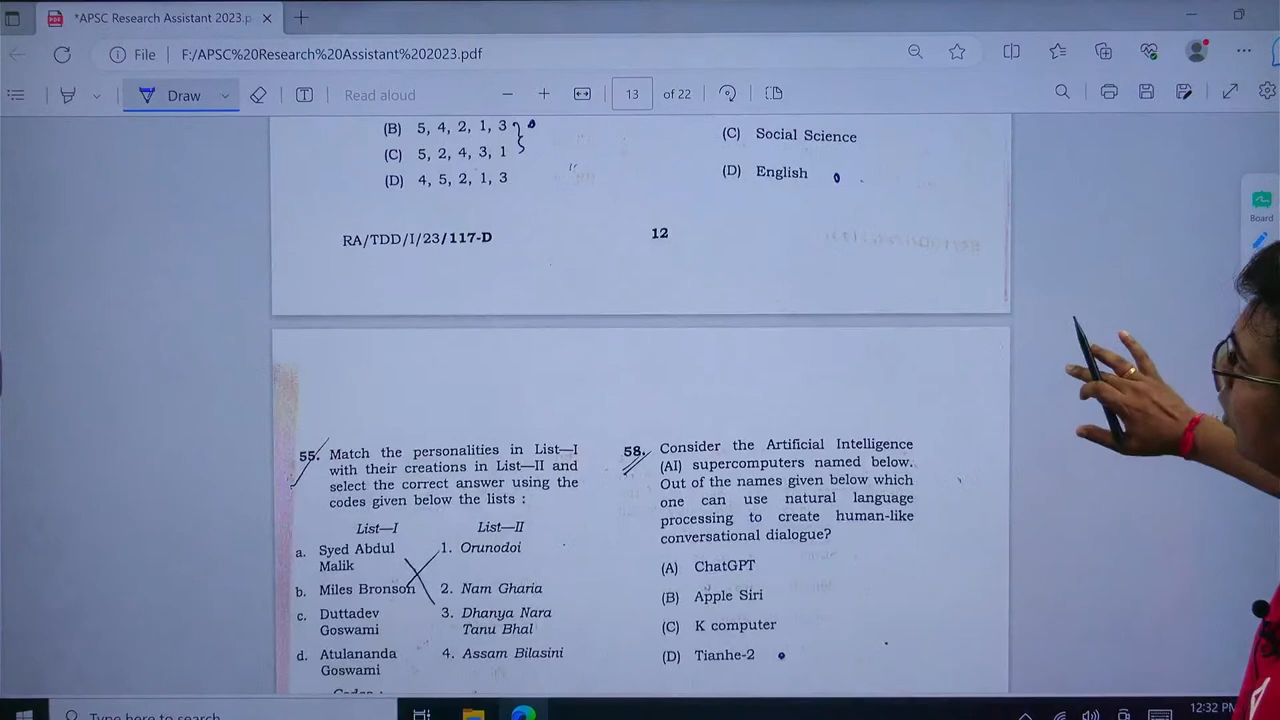 *APSC Research Assistant 2023.p
File F:/APSC%20Research%20Assistant%202023.pdf
Draw Read aloud 13 of 22
(B) 5, 4, 2, 1, 3
(C) 5, 2, 4, 3, 1
(D) 4, 5, 2, 1, 3
(C) Social Science
(D) English
RA/TDD/I/23/117-D
12
Board
55. Match the personalities in List—I
with their creations in List—II and
select the correct answer using the
codes given below the lists :
List—I List—II
a. Syed Abdul Malik 1. Orunodoi
b. Miles Bronson 2. Nam Gharia
c. Duttadev Goswami 3. Dhanya Nara Tanu Bhal
d. Atulananda Goswami 4. Assam Bilasini
58. Consider the Artificial Intelligence
(AI) supercomputers named below.
Out of the names given below which
one can use natural language
processing to create human-like
conversational dialogue?
(A) ChatGPT
(B) Apple Siri
(C) K computer
(D) Tianhe-2
Type here to search
12:32 PM